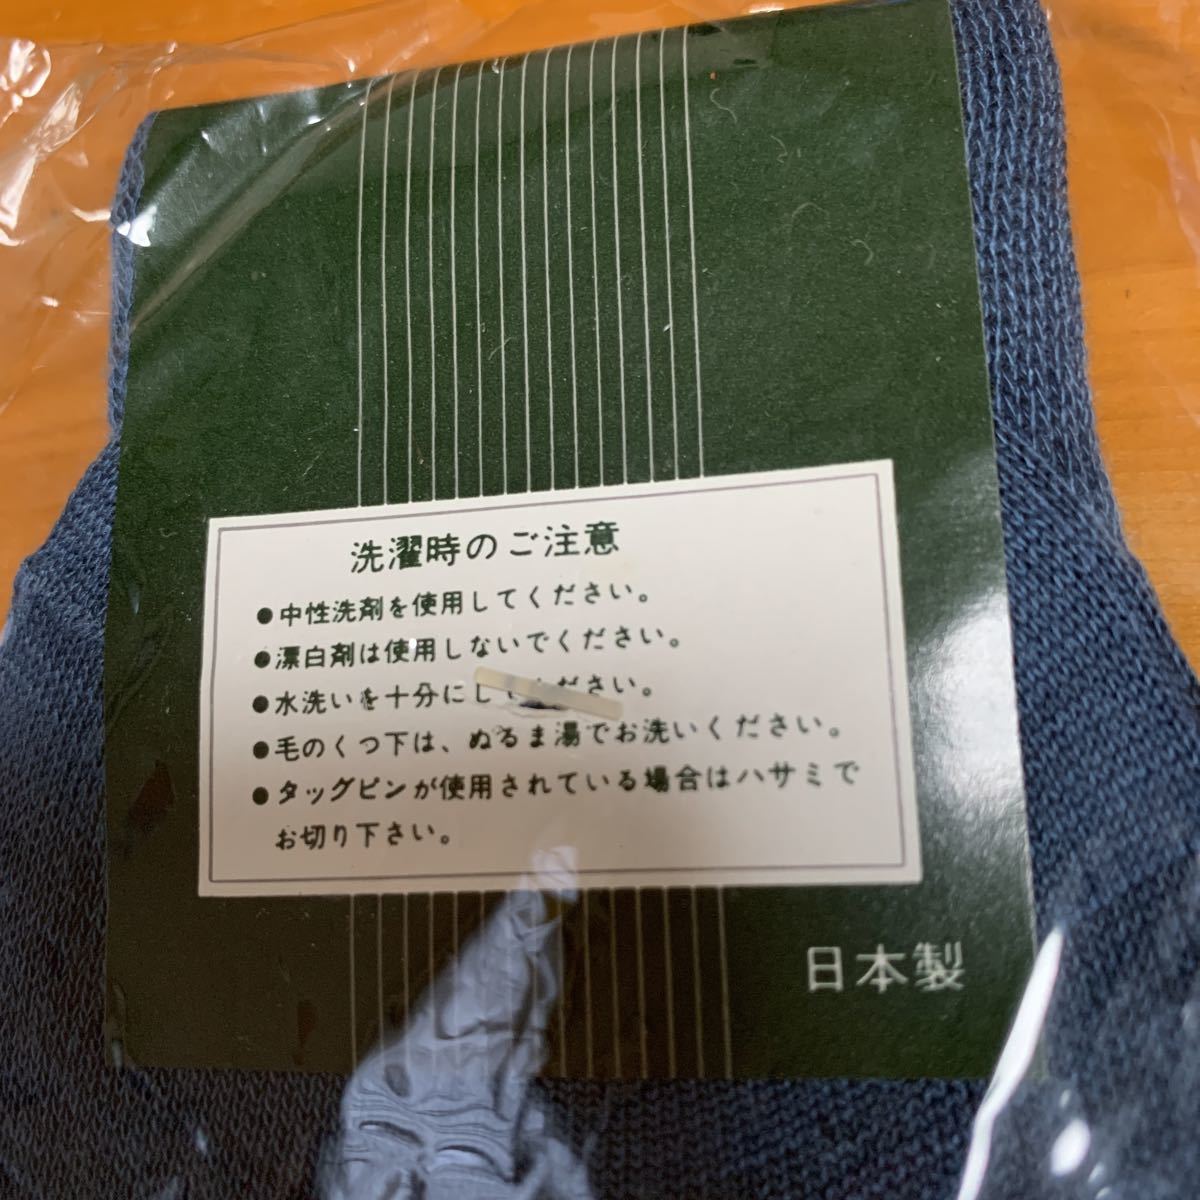 洗濯時のご注意
●中性洗剤を使用してください。
●漂白剤は使用しないでください。
●水洗いを十分にしてください。
●毛のくつ下は、ぬるま湯でお洗いください。
●タッグピンが使用されている場合はハサミで
お切り下さい。
日本製